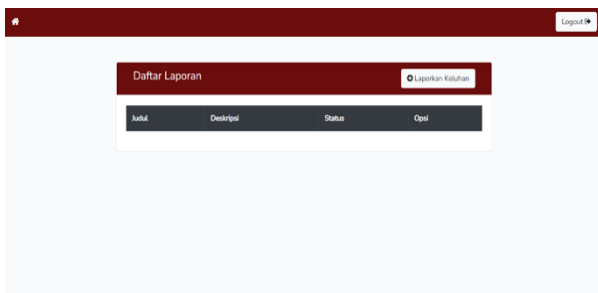 Logout
Daftar Laporan
Laporkan Keluhan
Judul Deskripsi Status Opsi